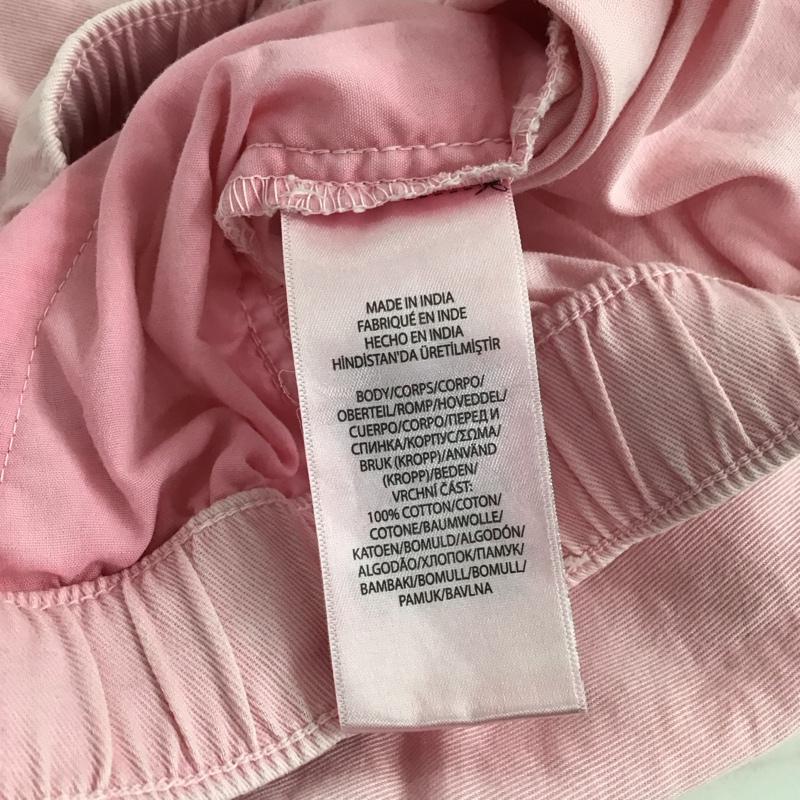 MADE IN INDIA
FABRIQUÉ EN INDE
HECHO EN INDIA
HİNDİSTAN'DA ÜRETİLMİŞTİR
BODY/CORPS/CORPO/
OBERTEIL/ROMP/HOVEDDEL/
CUERPO/CORPO/ПЕРЕД И
СПИНКА/КОРПУС/ΣΩΜΑ/
BRUK (KROPP)/ANVÄND
(KROPP)/BEDEN/
VRCHNÍ ČÁST:
100% COTTON/COTON/
COTONE/BAUMWOLLE/
KATOEN/BOMULD/ALGODÓN/
ALGODÃO/ХЛОПОК/ПАМУК/
BAMBAKI/BOMULL/BOMULL/
PAMUK/BAVLNA